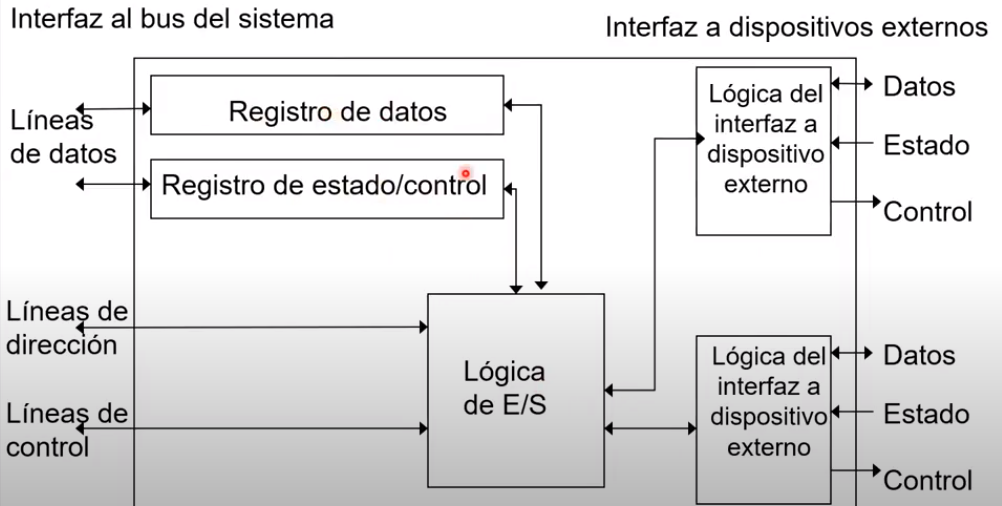 Interfaz al bus del sistema
Interfaz a dispositivos externos
Registro de datos
Líneas
de datos
Registro de estado/control
Lógica del
interfaz a
dispositivo
externo
Datos
Estado
Control
Líneas de
dirección
Lógica
de E/S
Líneas de
control
Lógica del
interfaz a
dispositivo
externo
Datos
Estado
Control